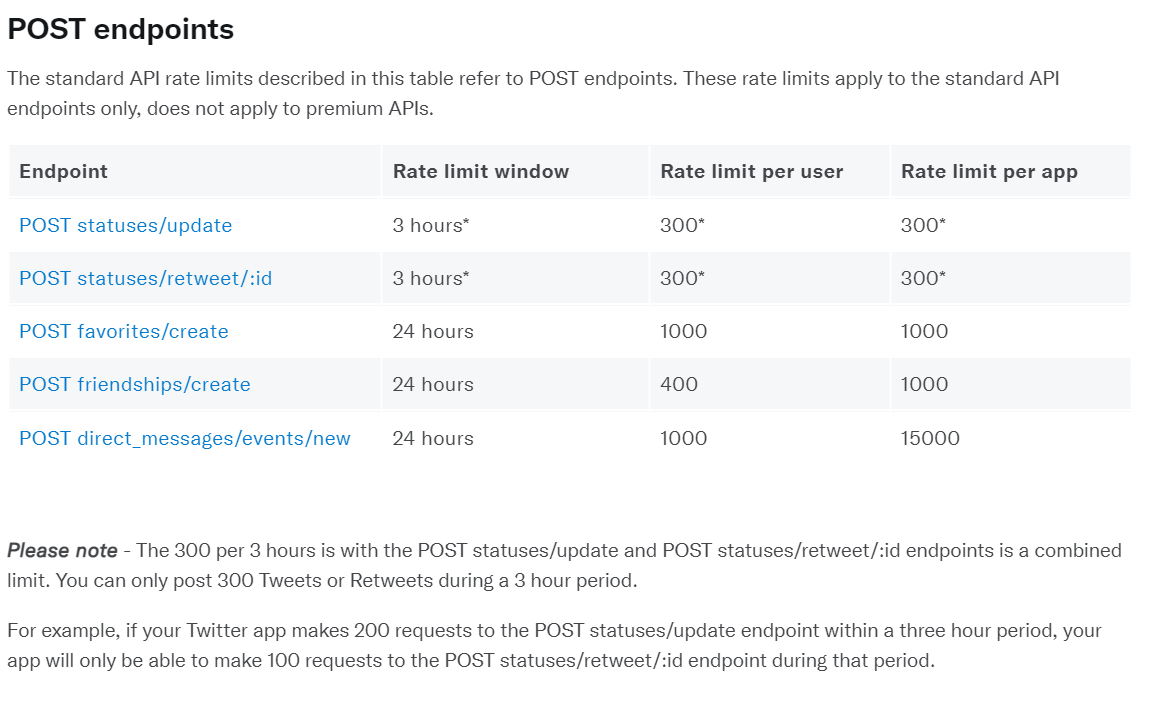 POST endpoints
The standard API rate limits described in this table refer to POST endpoints. These rate limits apply to the standard API
endpoints only, does not apply to premium APIs.
Endpoint Rate limit window Rate limit per user Rate limit per app
POST statuses/update 3 hours* 300* 300*
POST statuses/retweet/:id 3 hours* 300* 300*
POST favorites/create 24 hours 1000 1000
POST friendships/create 24 hours 400 1000
POST direct_messages/events/new 24 hours 1000 15000
Please note - The 300 per 3 hours is with the POST statuses/update and POST statuses/retweet/:id endpoints is a combined
limit. You can only post 300 Tweets or Retweets during a 3 hour period.
For example, if your Twitter app makes 200 requests to the POST statuses/update endpoint within a three hour period, your
app will only be able to make 100 requests to the POST statuses/retweet/:id endpoint during that period.